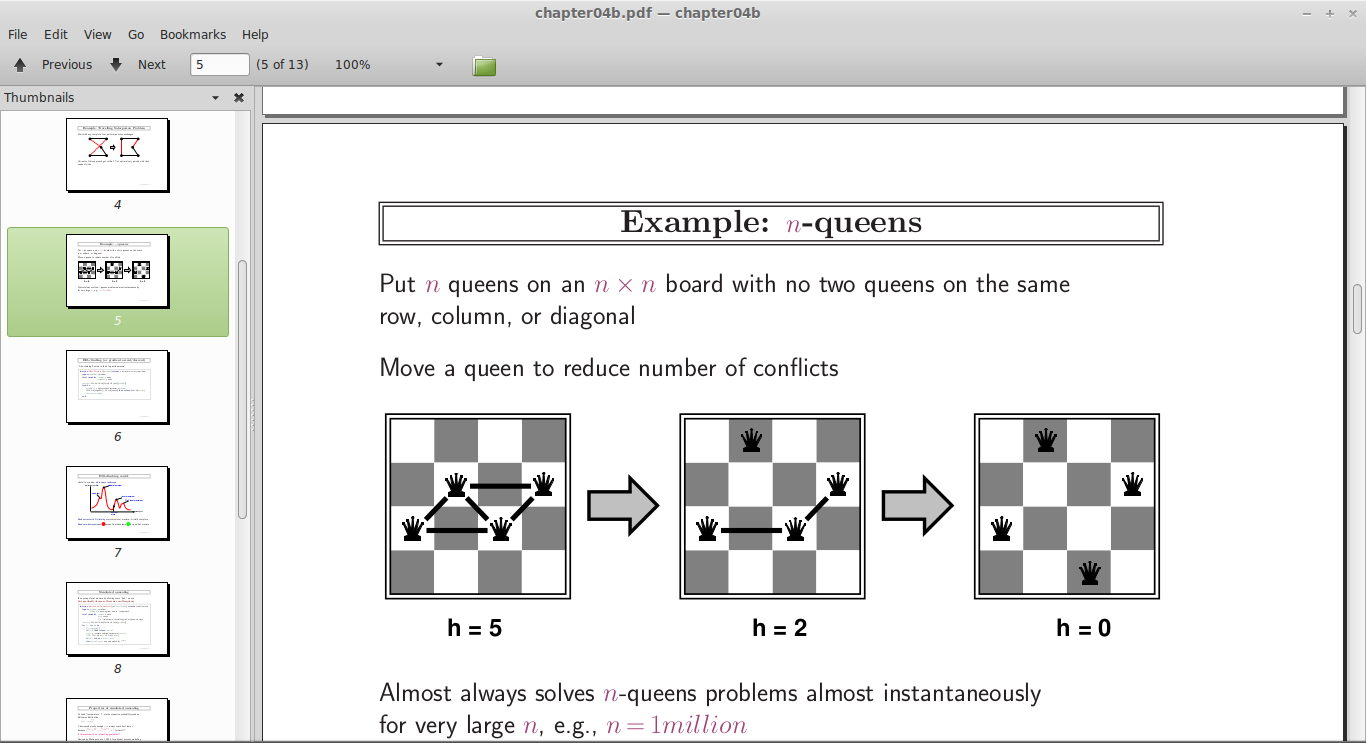 chapter04b.pdf — chapter04b
File Edit View Go Bookmarks Help
Previous Next 5 (5 of 13) 100%
Thumbnails
4
5
6
7
8
Example: n-queens
Put n queens on an n × n board with no two queens on the same
row, column, or diagonal
Move a queen to reduce number of conflicts
h = 5 h = 2 h = 0
Almost always solves n-queens problems almost instantaneously
for very large n, e.g., n = 1million